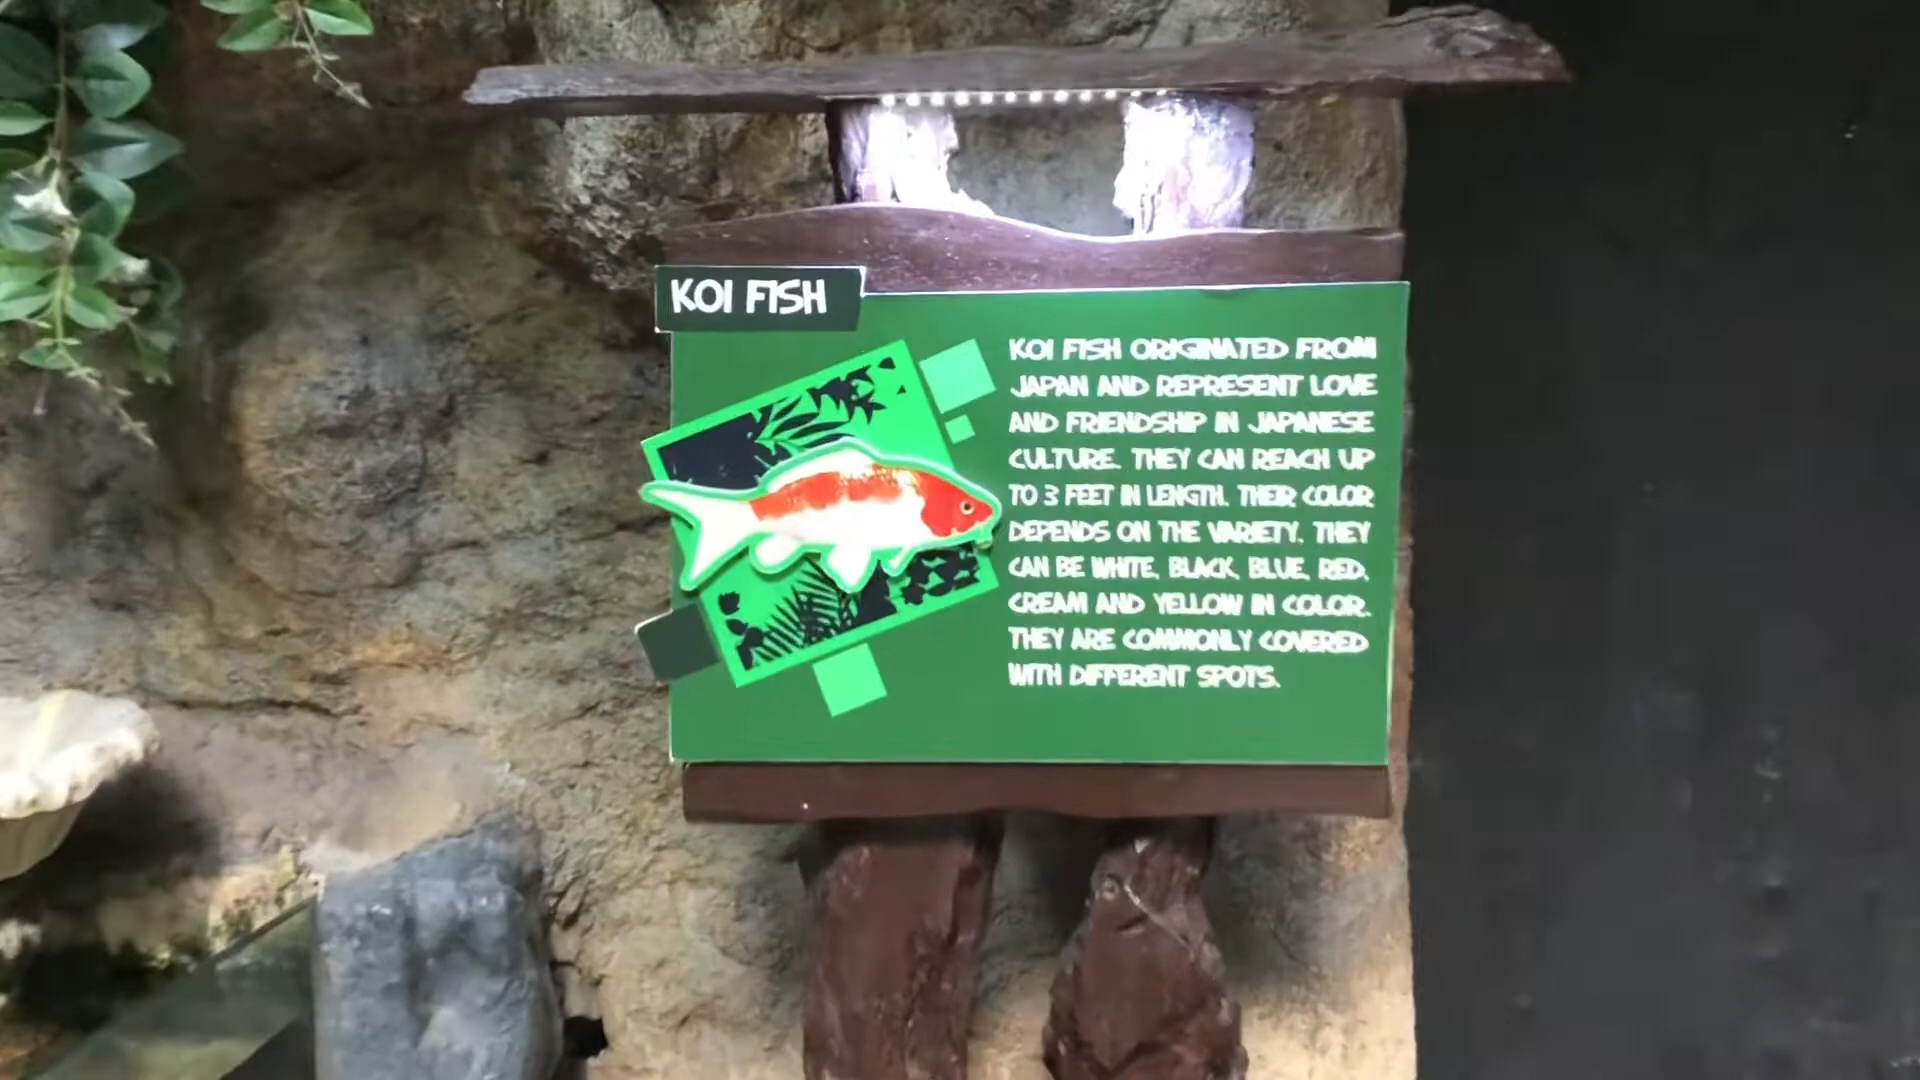 KOI FISH
KOI FISH ORIGINATED FROM
JAPAN AND REPRESENT LOVE
AND FRIENDSHIP IN JAPANESE
CULTURE. THEY CAN REACH UP
TO 3 FEET IN LENGTH. THEIR COLOR
DEPENDS ON THE VARIETY. THEY
CAN BE WHITE, BLACK, BLUE, RED,
CREAM AND YELLOW IN COLOR.
THEY ARE COMMONLY COVERED
WITH DIFFERENT SPOTS.